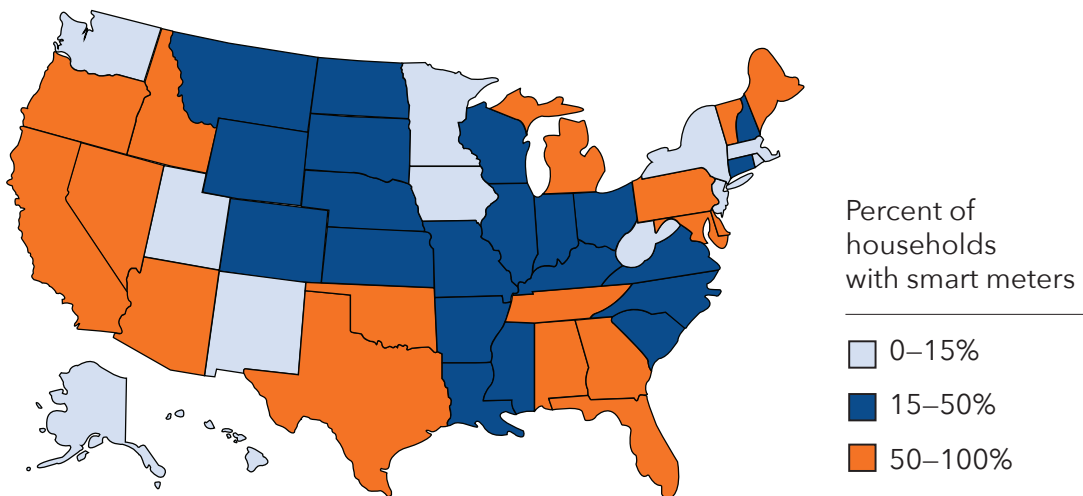 Percent of
households
with smart meters
0–15%
15–50%
50–100%